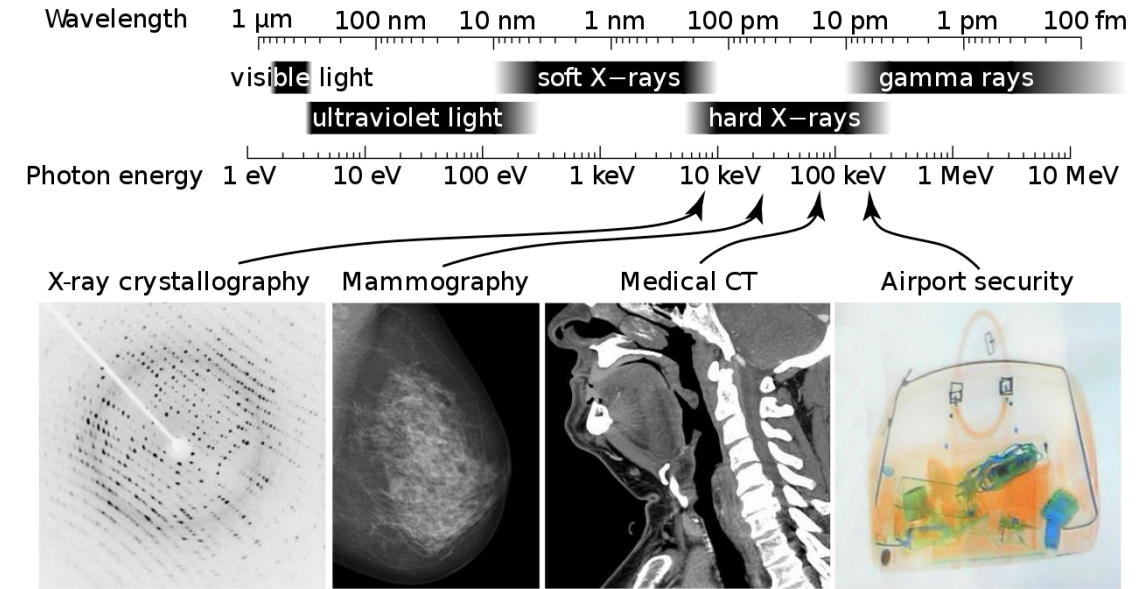 Wavelength 1 μm 100 nm 10 nm 1 nm 100 pm 10 pm 1 pm 100 fm
visible light soft X−rays gamma rays
ultraviolet light hard X−rays
Photon energy 1 eV 10 eV 100 eV 1 keV 10 keV 100 keV 1 MeV 10 MeV
X-ray crystallography Mammography Medical CT Airport security